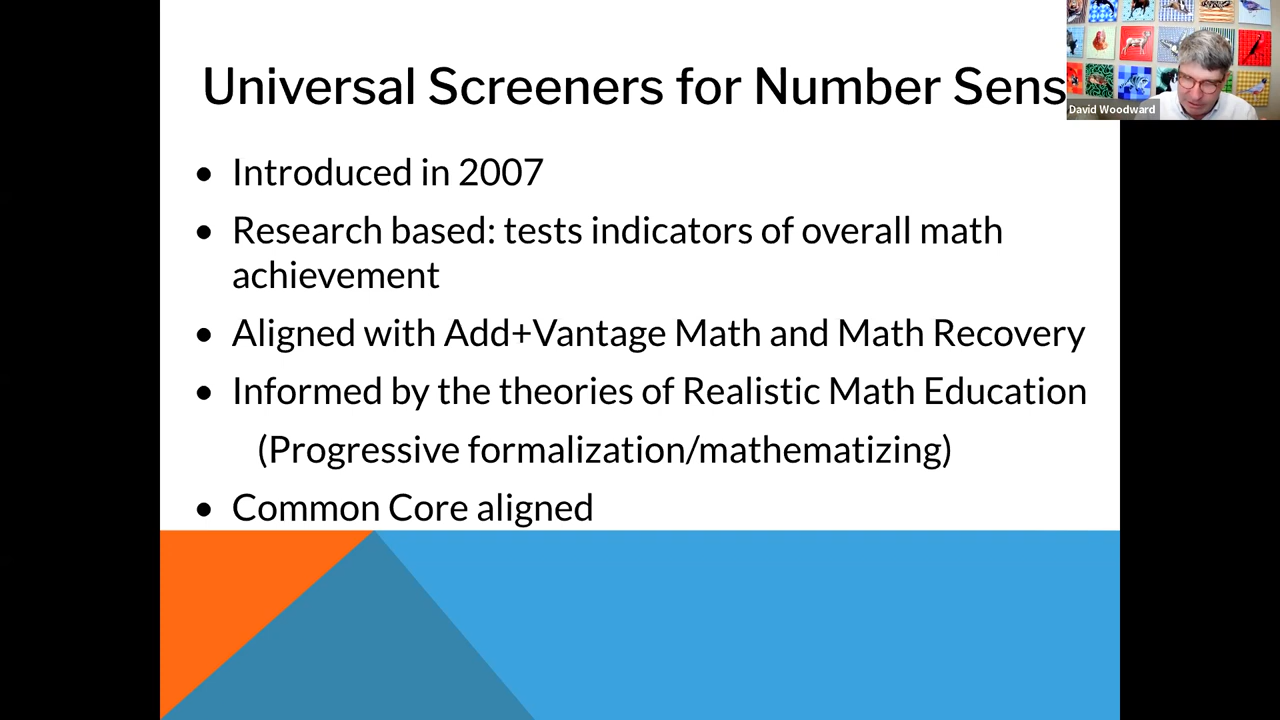 Universal Screeners for Number Sens
David Woodward
• Introduced in 2007
• Research based: tests indicators of overall math
achievement
• Aligned with Add+Vantage Math and Math Recovery
• Informed by the theories of Realistic Math Education
(Progressive formalization/mathematizing)
• Common Core aligned